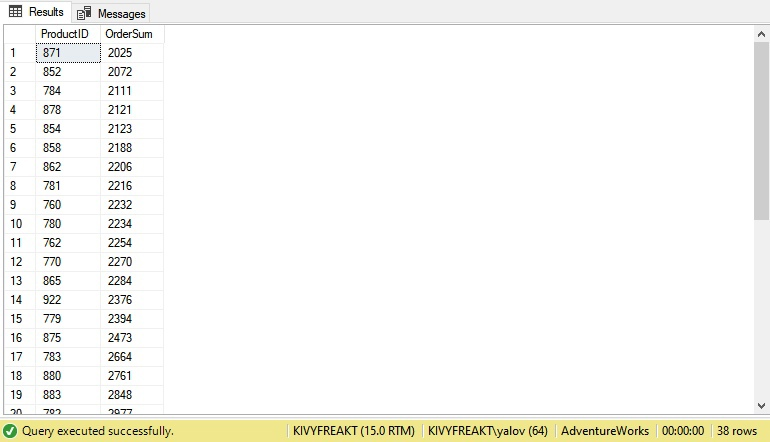 Results Messages
ProductID OrderSum
1 871 2025
2 852 2072
3 784 2111
4 878 2121
5 854 2123
6 858 2188
7 862 2206
8 781 2216
9 760 2232
10 780 2234
11 762 2254
12 770 2270
13 865 2284
14 922 2376
15 779 2394
16 875 2473
17 783 2664
18 880 2761
19 883 2848
20 782 2977
Query executed successfully. KIVYFREAKT (15.0 RTM) KIVYFREAKT\yalov (64) AdventureWorks 00:00:00 38 rows